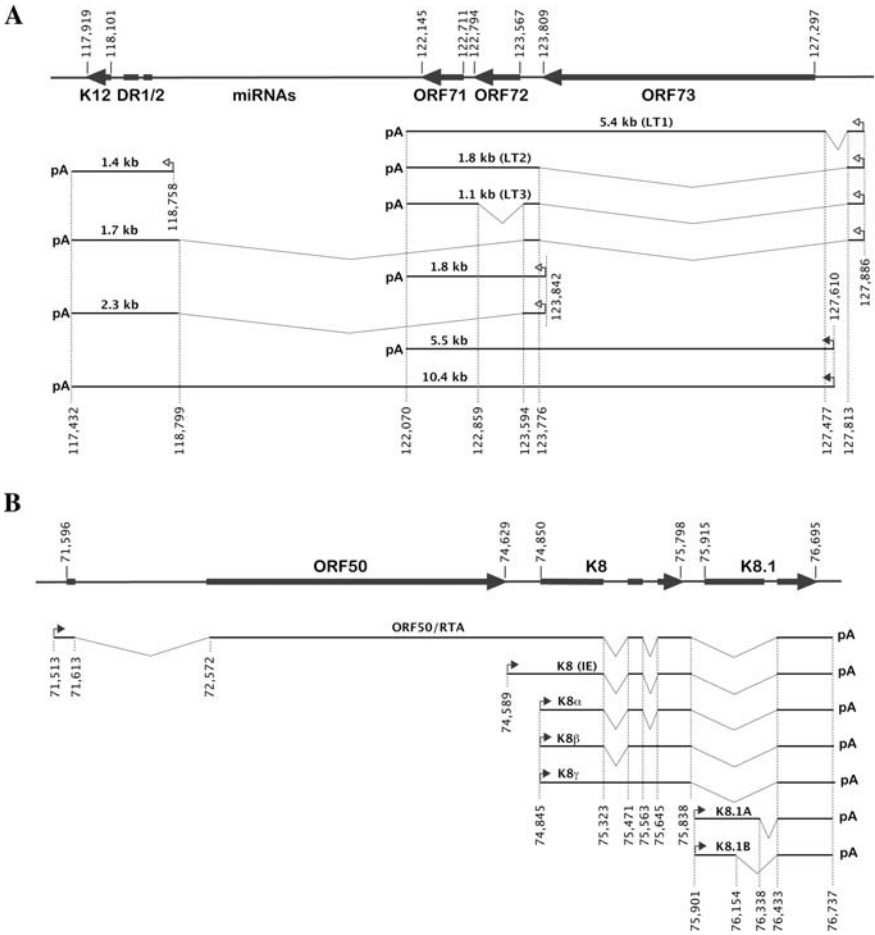 A
117,919
118,101
122,145
122,711
122,794
123,567
123,809
127,297
K12 DR1/2 miRNAs ORF71 ORF72 ORF73
pA 5.4 kb (LT1)
pA 1.4 kb
118,758
pA 1.8 kb (LT2)
pA 1.1 kb (LT3)
pA 1.7 kb
127,886
pA 1.8 kb
123,842
127,610
pA 2.3 kb
pA 5.5 kb
pA 10.4 kb
117,432
118,799
122,070
122,859
123,594
123,776
127,477
127,813
B
71,596
74,629
74,850
75,798
75,915
76,695
ORF50 K8 K8.1
ORF50/RTA pA
71,513
71,613
72,572
K8 (IE) pA
74,589
K8α pA
K8β pA
K8γ pA
74,845
75,323
75,471
75,563
75,645
75,838
K8.1A pA
K8.1B pA
75,901
76,154
76,338
76,433
76,737